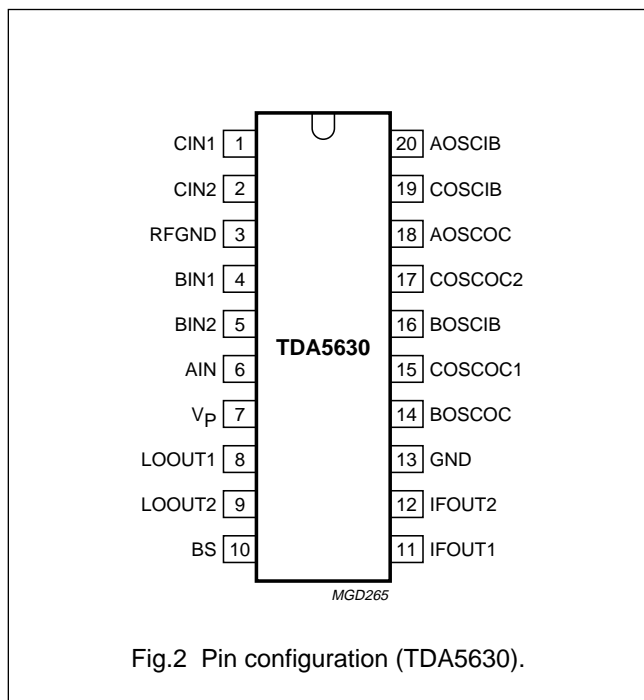 CIN1 1 20 AOSCIB
CIN2 2 19 COSCIB
RFGND 3 18 AOSCOC
BIN1 4 17 COSCOC2
BIN2 5 16 BOSCIB
TDA5630
AIN 6 15 COSCOC1
VP 7 14 BOSCOC
LOOUT1 8 13 GND
LOOUT2 9 12 IFOUT2
BS 10 11 IFOUT1
MGD265
Fig.2 Pin configuration (TDA5630).